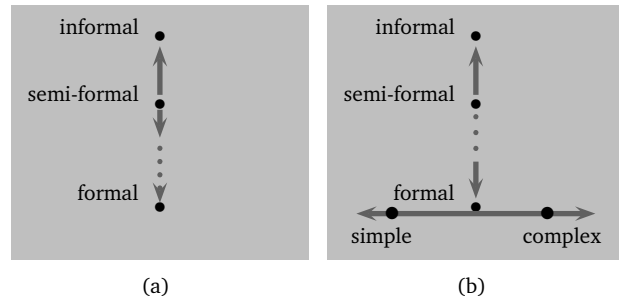 informal
semi-formal
formal
(a)
informal
semi-formal
formal
simple complex
(b)